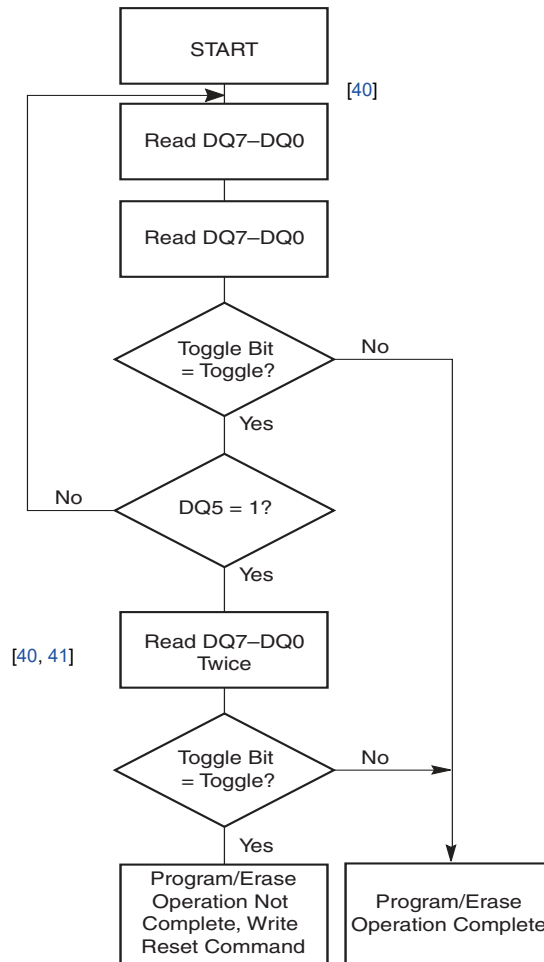 START
[40]
Read DQ7–DQ0
Read DQ7–DQ0
Toggle Bit
= Toggle?
No
Yes
No
DQ5 = 1?
Yes
[40, 41]
Read DQ7–DQ0
Twice
Toggle Bit
= Toggle?
No
Yes
Program/Erase
Operation Not
Complete, Write
Reset Command
Program/Erase
Operation Complete